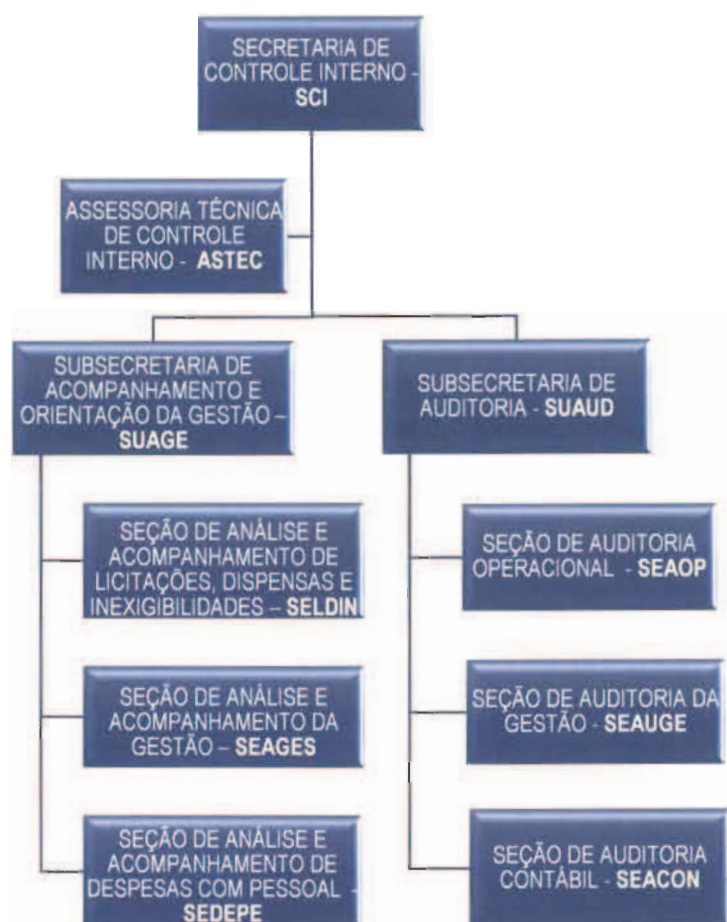 SECRETARIA DE
CONTROLE INTERNO -
SCI
ASSESSORIA TÉCNICA
DE CONTROLE
INTERNO - ASTEC
SUBSECRETARIA DE
ACOMPANHAMENTO E
ORIENTAÇÃO DA GESTÃO –
SUAGE
SUBSECRETARIA DE
AUDITORIA - SUAUD
SEÇÃO DE ANÁLISE E
ACOMPANHAMENTO DE
LICITAÇÕES, DISPENSAS E
INEXIGIBILIDADES – SELDIN
SEÇÃO DE ANÁLISE E
ACOMPANHAMENTO DA
GESTÃO – SEAGES
SEÇÃO DE ANÁLISE E
ACOMPANHAMENTO DE
DESPESAS COM PESSOAL -
SEDEPE
SEÇÃO DE AUDITORIA
OPERACIONAL - SEAOP
SEÇÃO DE AUDITORIA DA
GESTÃO - SEAUGE
SEÇÃO DE AUDITORIA
CONTÁBIL - SEACON